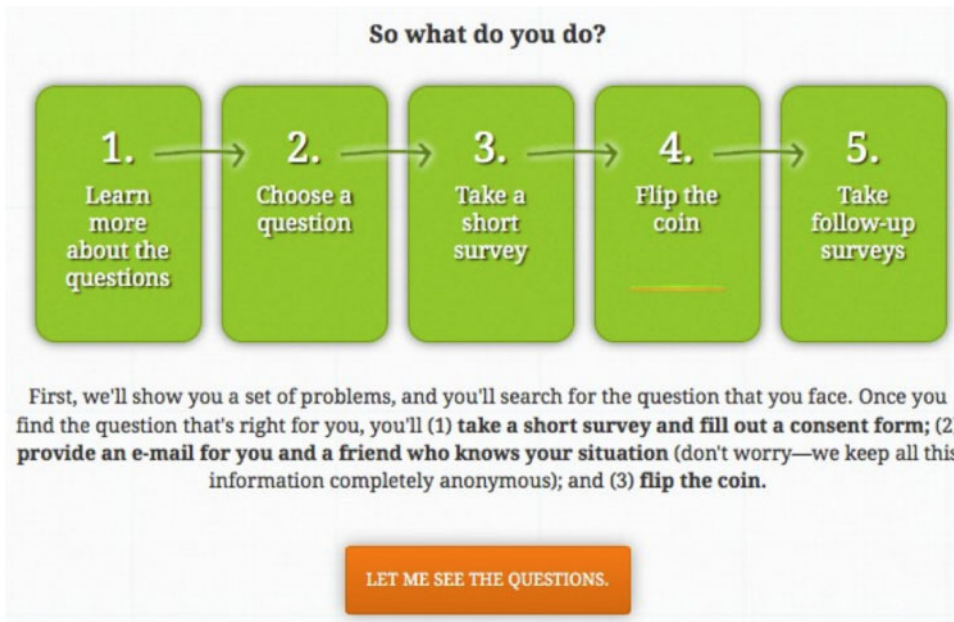 So what do you do?
1.
Learn
more
about the
questions
2.
Choose a
question
3.
Take a
short
survey
4.
Flip the
coin
5.
Take
follow-up
surveys
First, we'll show you a set of problems, and you'll search for the question that you face. Once you
find the question that's right for you, you'll (1) take a short survey and fill out a consent form; (2
provide an e-mail for you and a friend who knows your situation (don't worry—we keep all this
information completely anonymous); and (3) flip the coin.
LET ME SEE THE QUESTIONS.